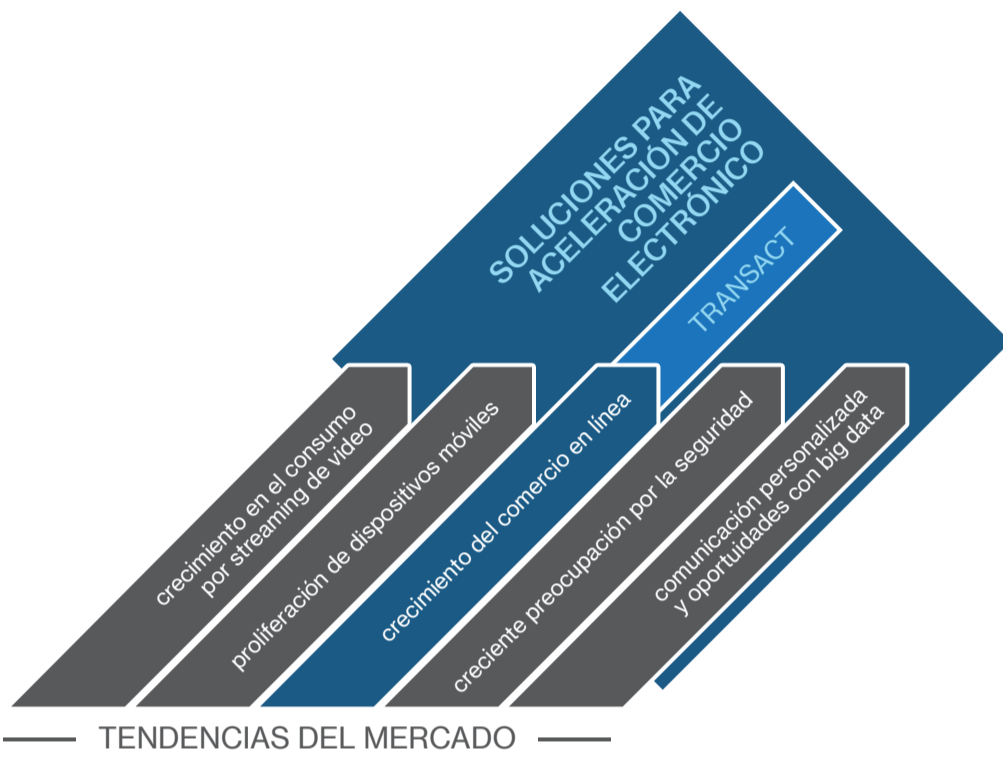 SOLUCIONES PARA
ACELERACIÓN DE
COMERCIO
ELECTRÓNICO
TRANSACT
crecimiento en el consumo
por streaming de video
proliferación de dispositivos móviles
crecimiento del comercio en línea
creciente preocupación por la seguridad
comunicación personalizada
y oportuidades con big data
TENDENCIAS DEL MERCADO